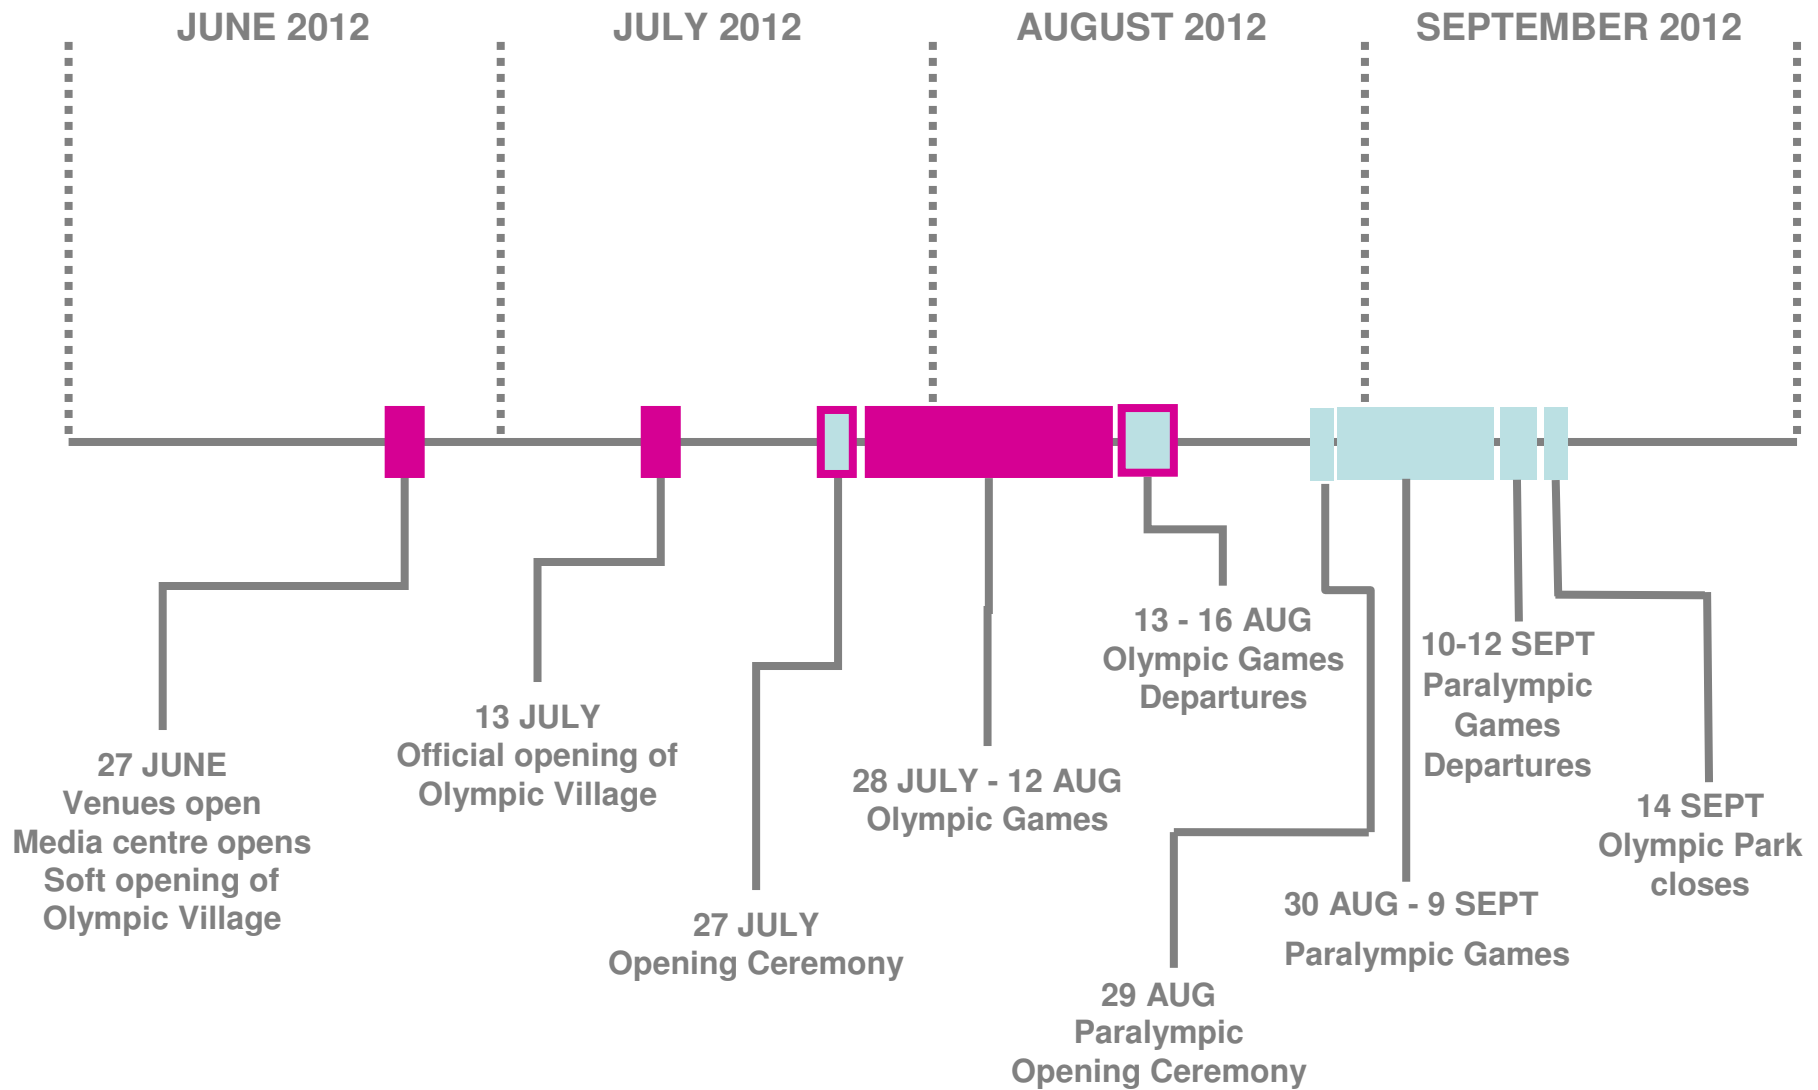 JUNE 2012
JULY 2012
AUGUST 2012
SEPTEMBER 2012
27 JUNE
Venues open
Media centre opens
Soft opening of
Olympic Village
13 JULY
Official opening of
Olympic Village
27 JULY
Opening Ceremony
28 JULY - 12 AUG
Olympic Games
13 - 16 AUG
Olympic Games
Departures
29 AUG
Paralympic
Opening Ceremony
30 AUG - 9 SEPT
Paralympic Games
10-12 SEPT
Paralympic
Games
Departures
14 SEPT
Olympic Park
closes